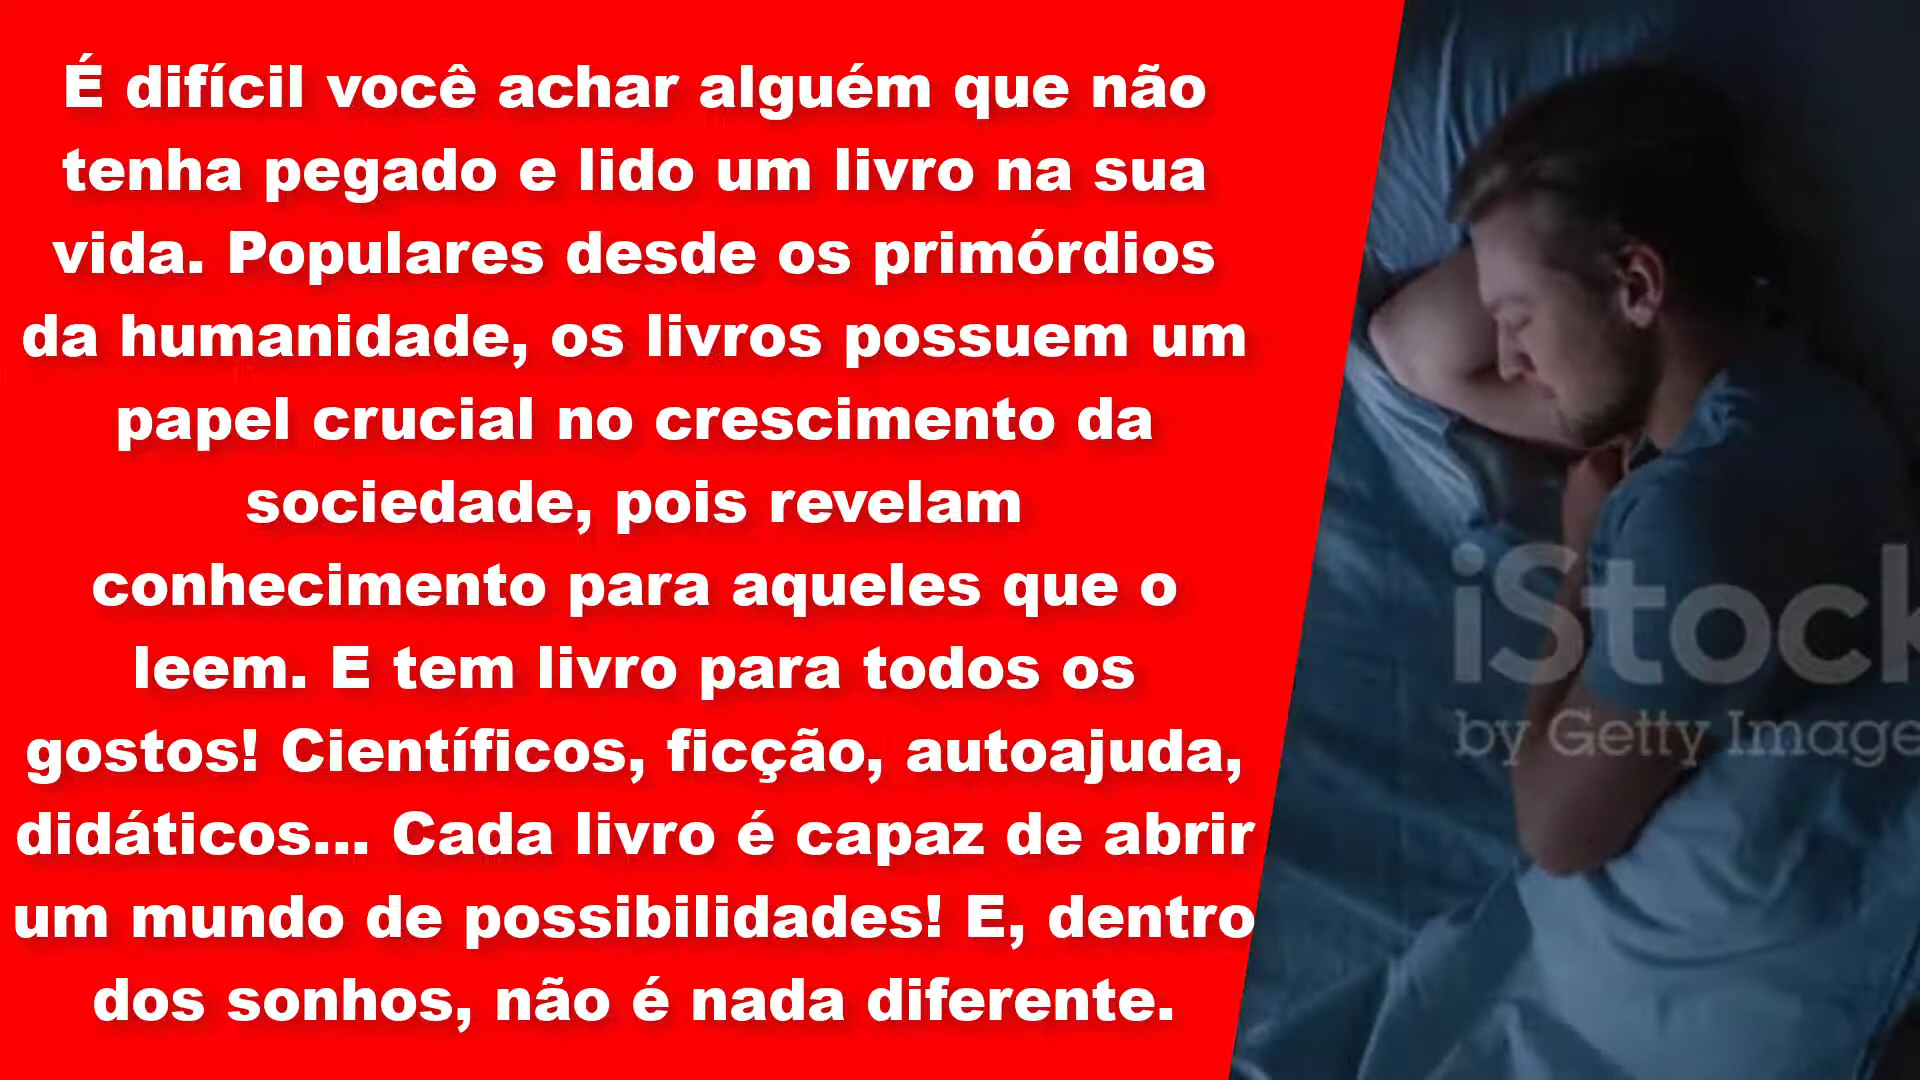 É difícil você achar alguém que não
tenha pegado e lido um livro na sua
vida. Populares desde os primórdios
da humanidade, os livros possuem um
papel crucial no crescimento da
sociedade, pois revelam
conhecimento para aqueles que o
leem. E tem livro para todos os
gostos! Científicos, ficção, autoajuda,
didáticos... Cada livro é capaz de abrir
um mundo de possibilidades! E, dentro
dos sonhos, não é nada diferente.
iStock
by Getty Image